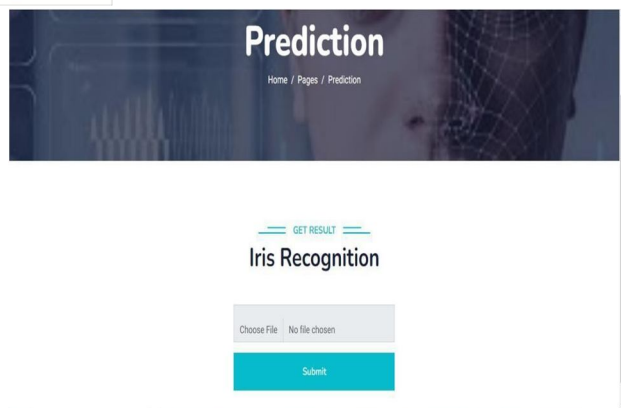 Prediction
Home / Pages / Prediction
GET RESULT
Iris Recognition
Choose File No file chosen
Submit